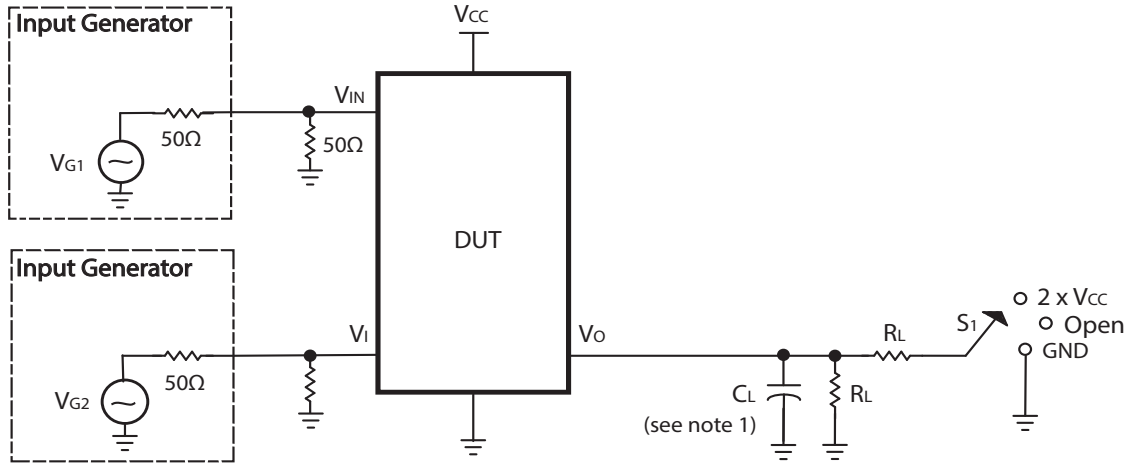 Input Generator
VCC
VIN
50Ω
50Ω
VG1
DUT
Input Generator
VI
50Ω
VG2
VO
RL
S1
2 x VCC
Open
GND
CL
RL
(see note 1)